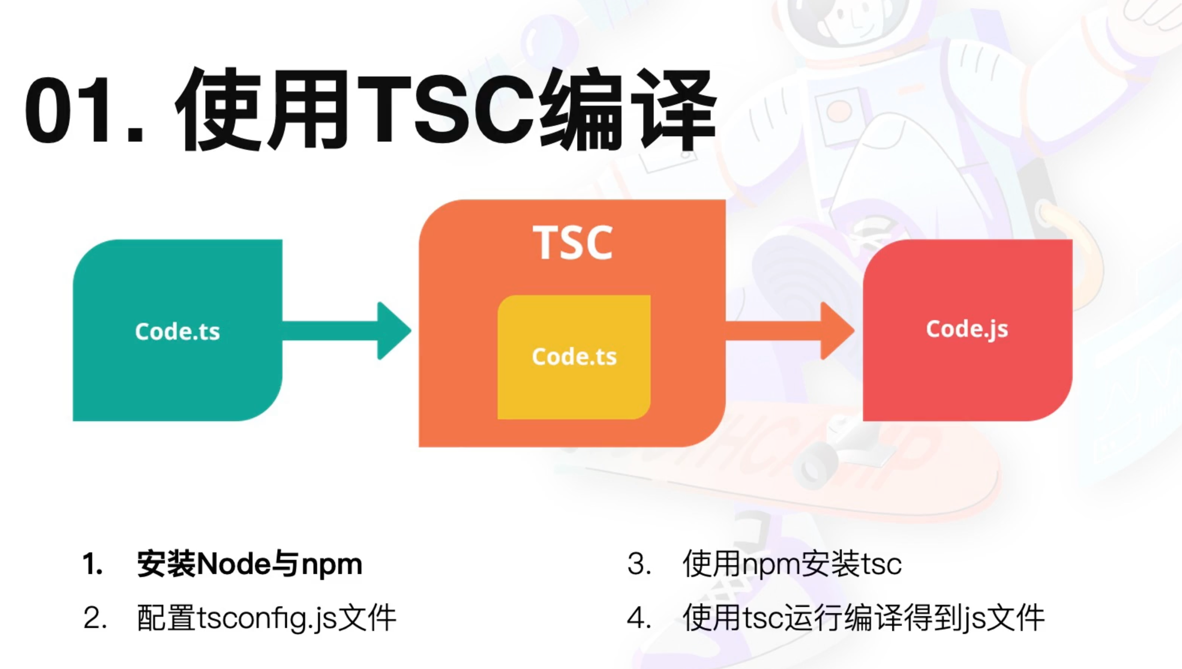 01. 使用TSC编译
TSC
Code.ts
Code.ts
Code.js
1. 安装Node与npm
2. 配置tsconfig.js文件
3. 使用npm安装tsc
4. 使用tsc运行编译得到js文件